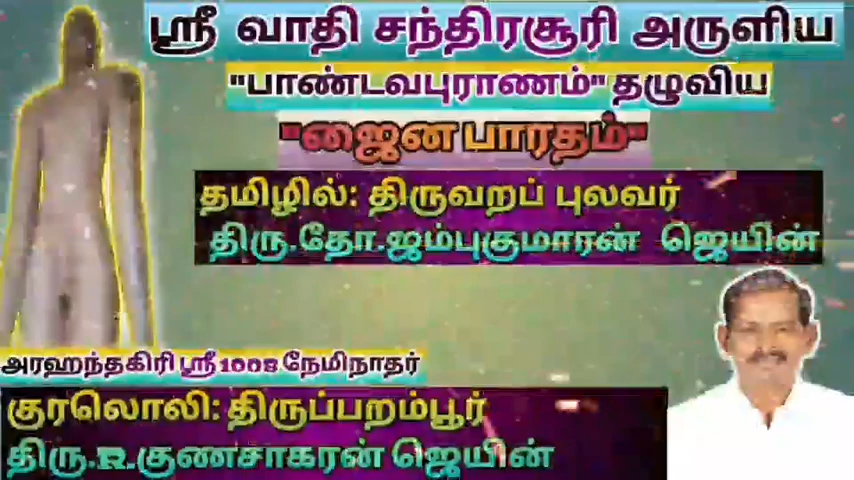 ஸ்ரீ வாதி சந்திரசூரி அருளிய
"பாண்டவபுராணம்" தழுவிய
"ஜைன பாரதம்"
தமிழில்: திருவறப் புலவர்
திரு.தோ.ஜம்புகுமாரன் ஜெயின்
அரஹந்தகிரி ஸ்ரீ 1008 நேமிநாதர்
குரலொலி: திருப்பறம்பூர்
திரு.R.குணசாகரன் ஜெயின்